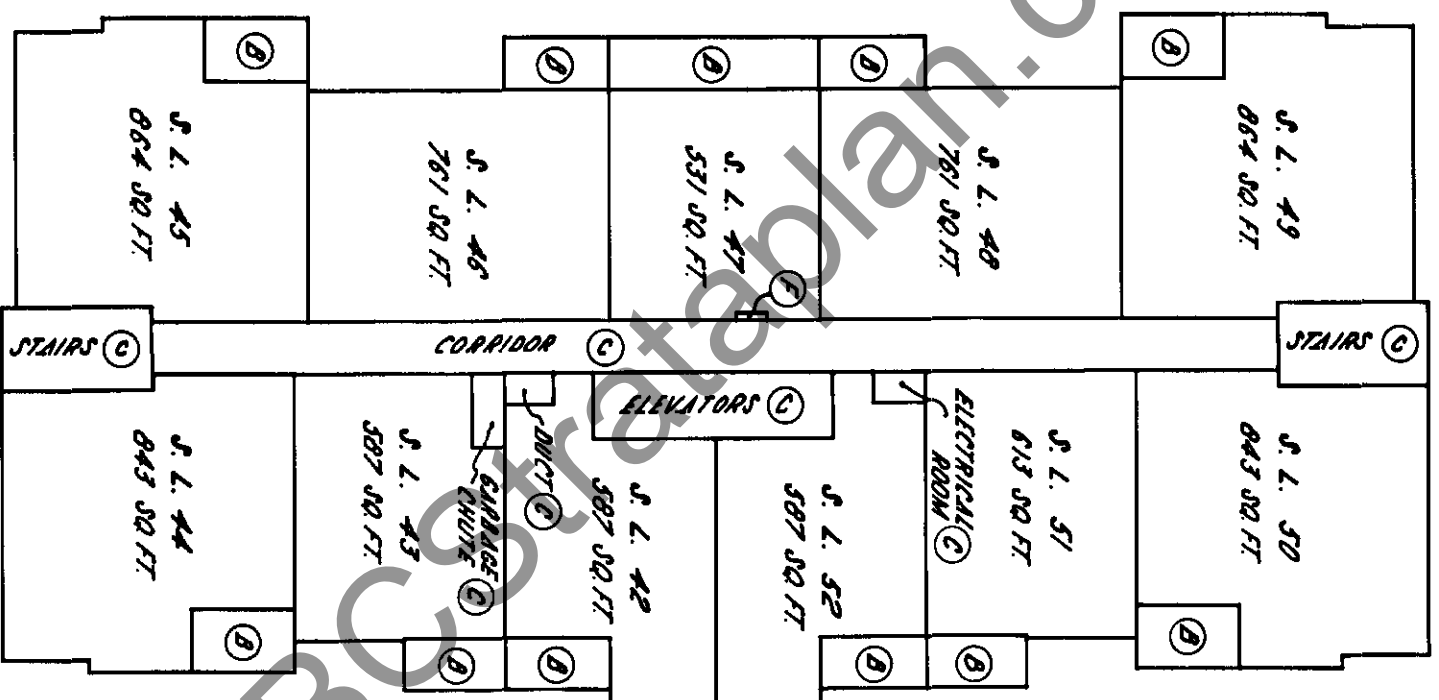 B
B
B
B
B
B
S. L. 45
864 SQ. FT.
S. L. 46
761 SQ. FT.
S. L. 47
531 SQ. FT.
S. L. 48
761 SQ. FT.
S. L. 49
864 SQ. FT.
F
STAIRS C
CORRIDOR C
STAIRS C
ELEVATORS C
S. L. 44
843 SQ. FT.
S. L. 43
587 SQ. FT.
GARBAGE
CHUTE C
DUCT C
S. L. 42
587 SQ. FT.
S. L. 52
587 SQ. FT.
ELECTRICAL
ROOM C
S. L. 51
613 SQ. FT
S. L. 50
843 SQ. FT.
B
B
B
B
B
B
BCStrataplan.c